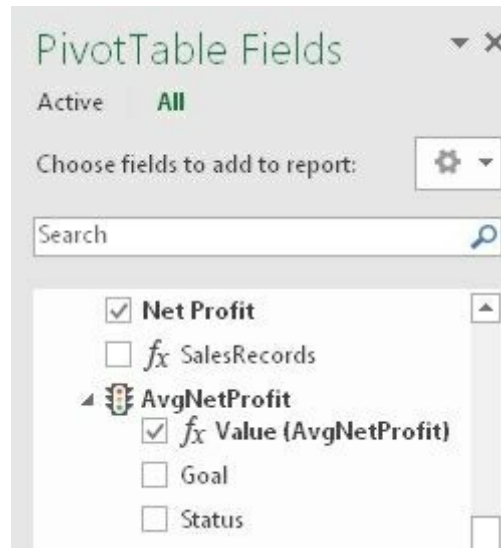 PivotTable Fields
Active All
Choose fields to add to report:
Search
Net Profit
fx SalesRecords
AvgNetProfit
fx Value (AvgNetProfit)
Goal
Status